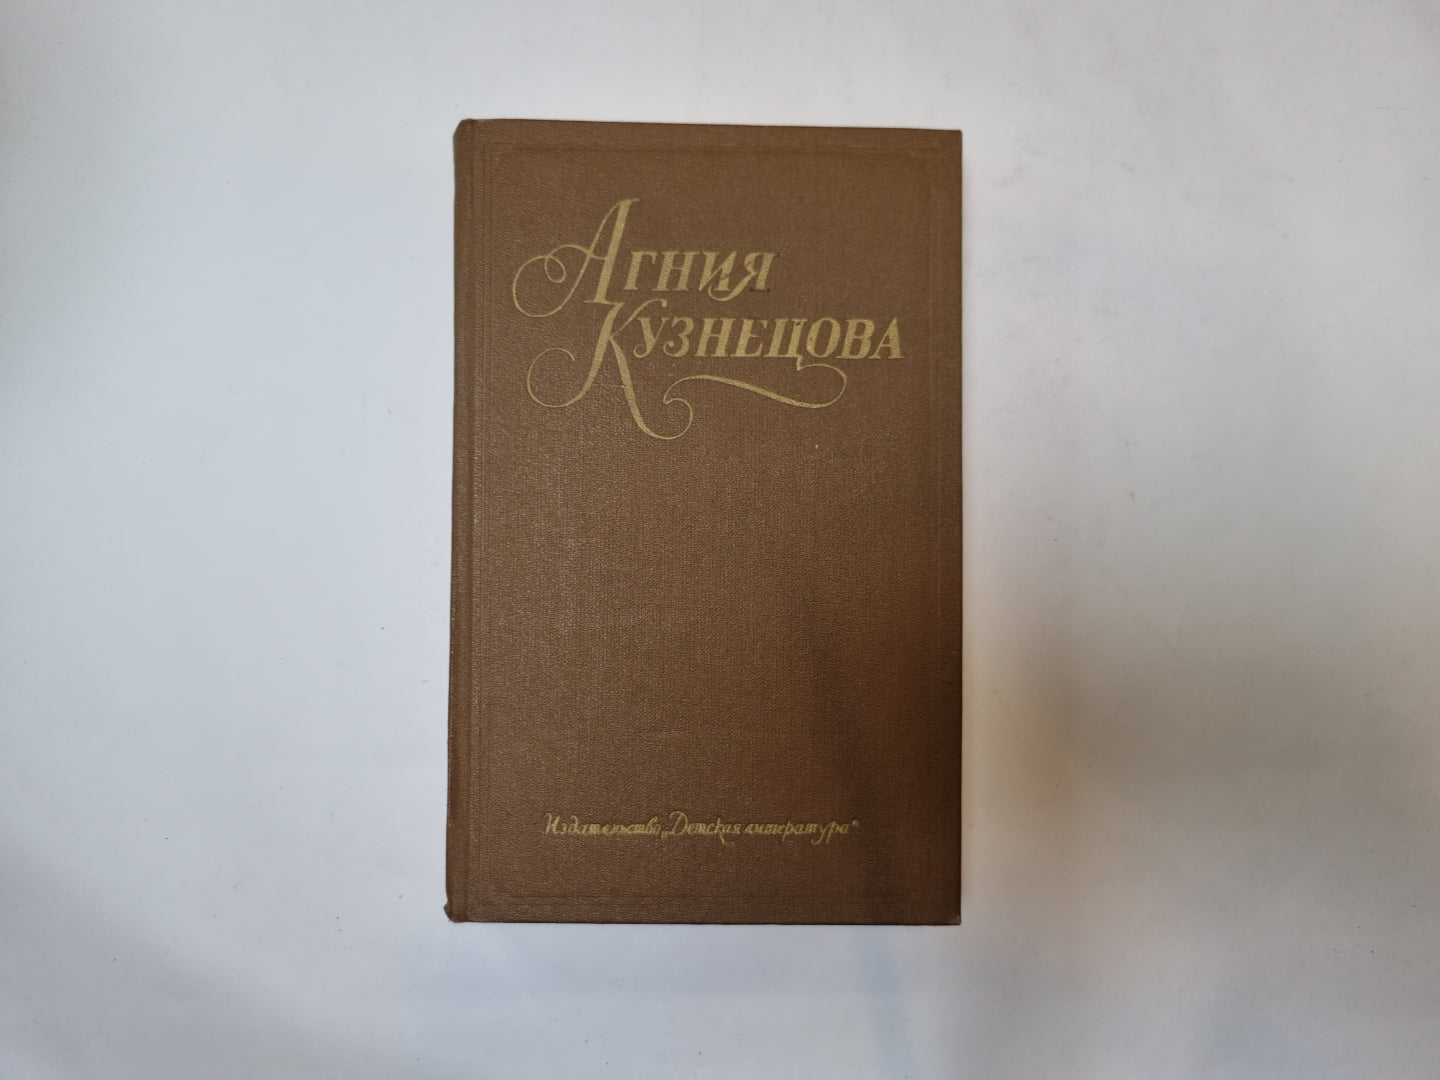 Агния
Кузнецова
Издательство „Детская литература“